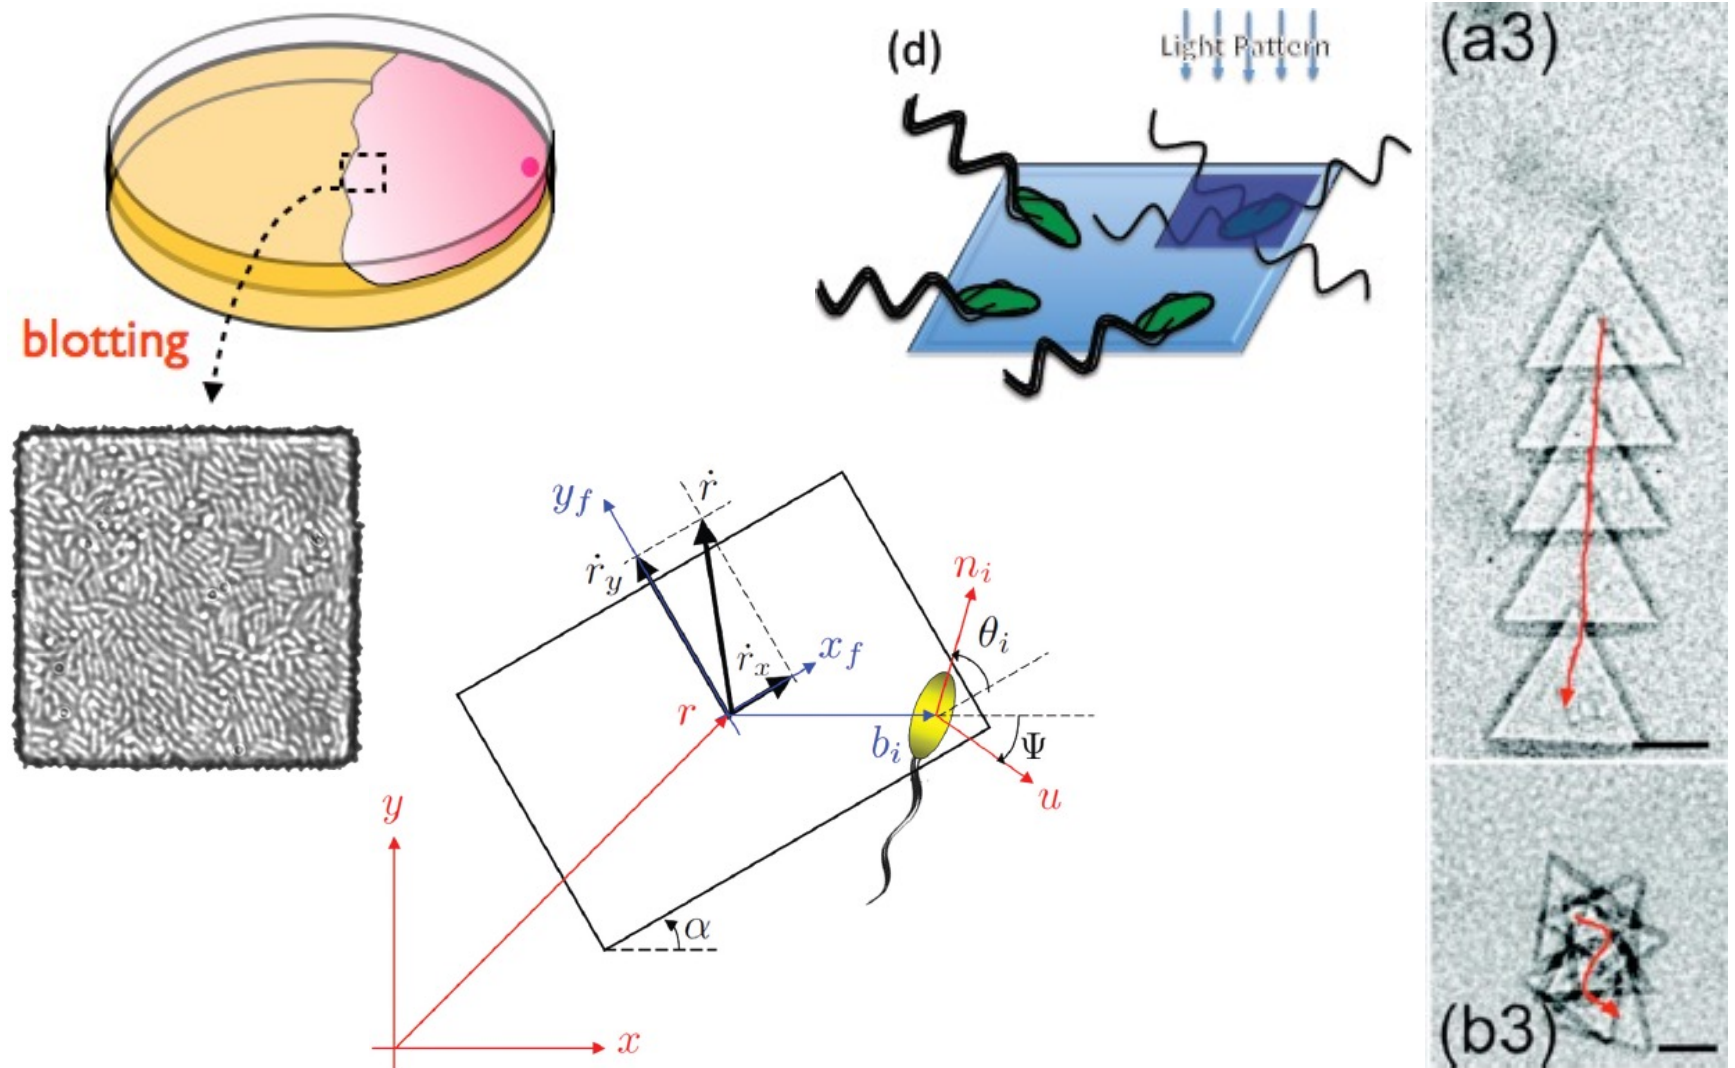 (d)
Light Pattern
(a3)
blotting
y_f
ṙ
ṙ_y
n_i
θ_i
ṙ_x
x_f
r
b_i
Ψ
u
y
α
x
(b3)